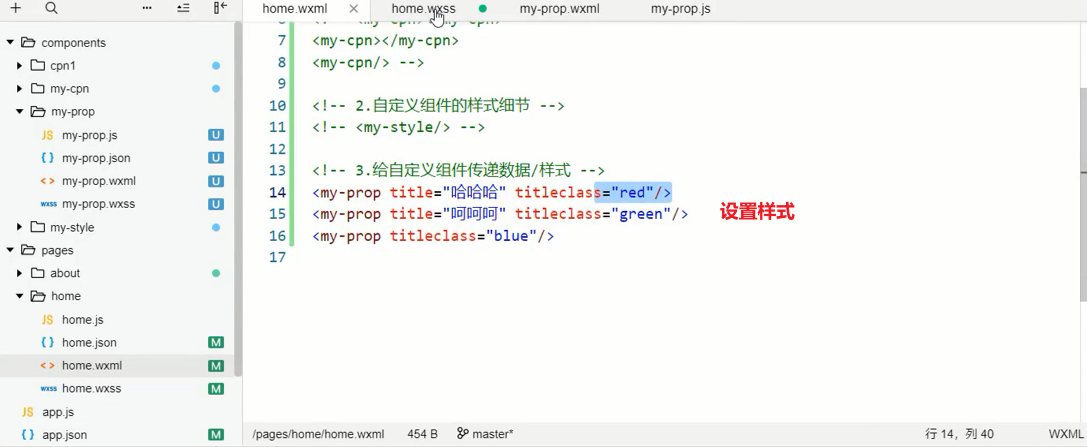 home.wxml
home.wxss
my-prop.wxml
my-prop.js
components
cpn1
my-cpn
my-prop
JS my-prop.js U
{ } my-prop.json U
<> my-prop.wxml U
wxss my-prop.wxss U
my-style
pages
about
home
JS home.js
{ } home.json M
<> home.wxml M
wxss home.wxss M
JS app.js
{ } app.json M
7 <my-cpn></my-cpn>
8 <my-cpn/> -->
9
10 <!-- 2.自定义组件的样式细节 -->
11 <!-- <my-style/> -->
12
13 <!-- 3.给自定义组件传递数据/样式 -->
14 <my-prop title="哈哈哈" titleclass="red"/>
15 <my-prop title="呵呵呵" titleclass="green"/>
16 <my-prop titleclass="blue"/>
17
设置样式
/pages/home/home.wxml 454 B master* 行 14，列 40 WXML